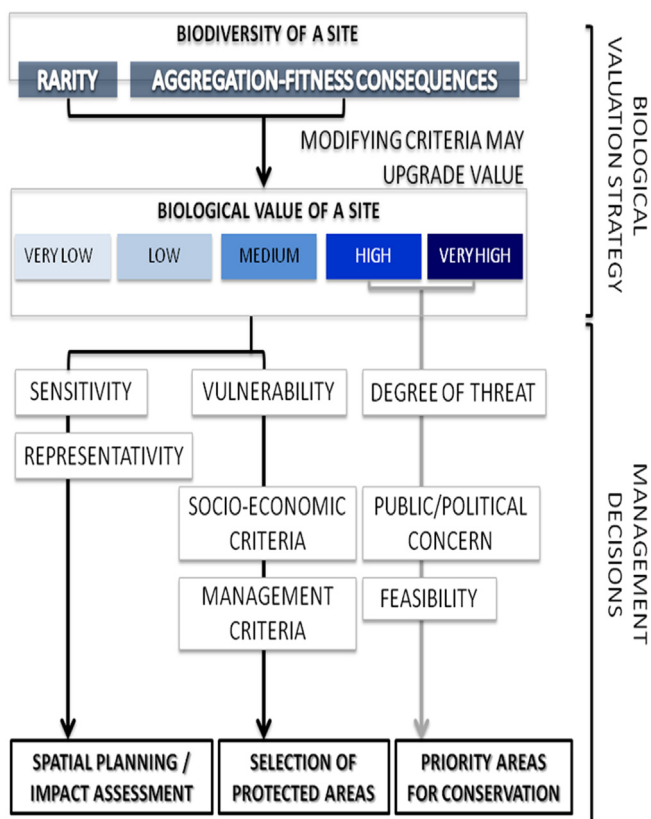 BIODIVERSITY OF A SITE
RARITY
AGGREGATION-FITNESS CONSEQUENCES
MODIFYING CRITERIA MAY
UPGRADE VALUE
BIOLOGICAL VALUE OF A SITE
VERY LOW
LOW
MEDIUM
HIGH
VERY HIGH
BIOLOGICAL
VALUATION STRATEGY
SENSITIVITY
REPRESENTATIVITY
VULNERABILITY
SOCIO-ECONOMIC
CRITERIA
MANAGEMENT
CRITERIA
DEGREE OF THREAT
PUBLIC/POLITICAL
CONCERN
FEASIBILITY
MANAGEMENT
DECISIONS
SPATIAL PLANNING /
IMPACT ASSESSMENT
SELECTION OF
PROTECTED AREAS
PRIORITY AREAS
FOR CONSERVATION